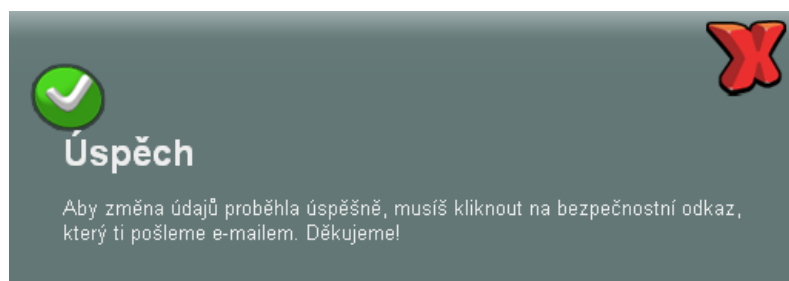 Úspěch
Aby změna údajů proběhla úspěšně, musíš kliknout na bezpečnostní odkaz,
který ti pošleme e-mailem. Děkujeme!